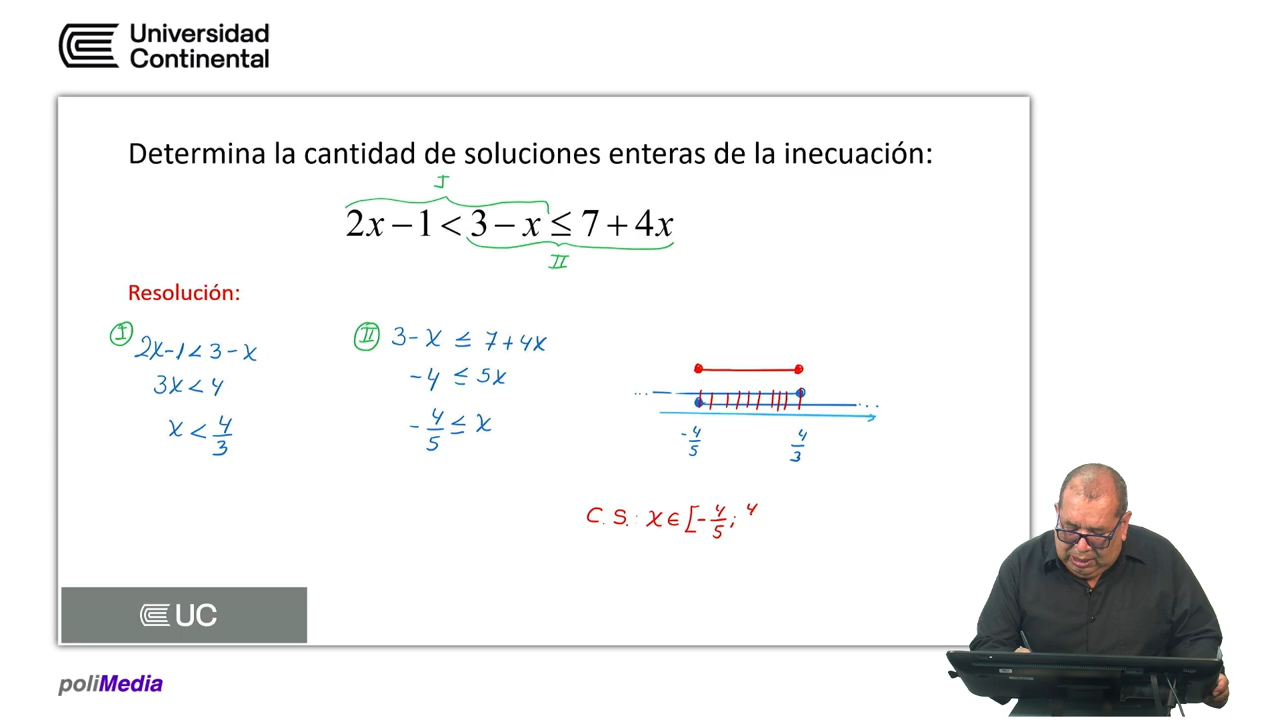 Universidad
Continental
Determina la cantidad de soluciones enteras de la inecuación:
I
2x − 1 < 3 − x ≤ 7 + 4x
II
Resolución:
I
2x-1 < 3-x
3x < 4
x < 4/3
II
3-x ≤ 7+4x
-4 ≤ 5x
-4/5 ≤ x
... ...
-4/5 4/3
C.S.: x ∈ [-4/5; 4
UC
poliMedia